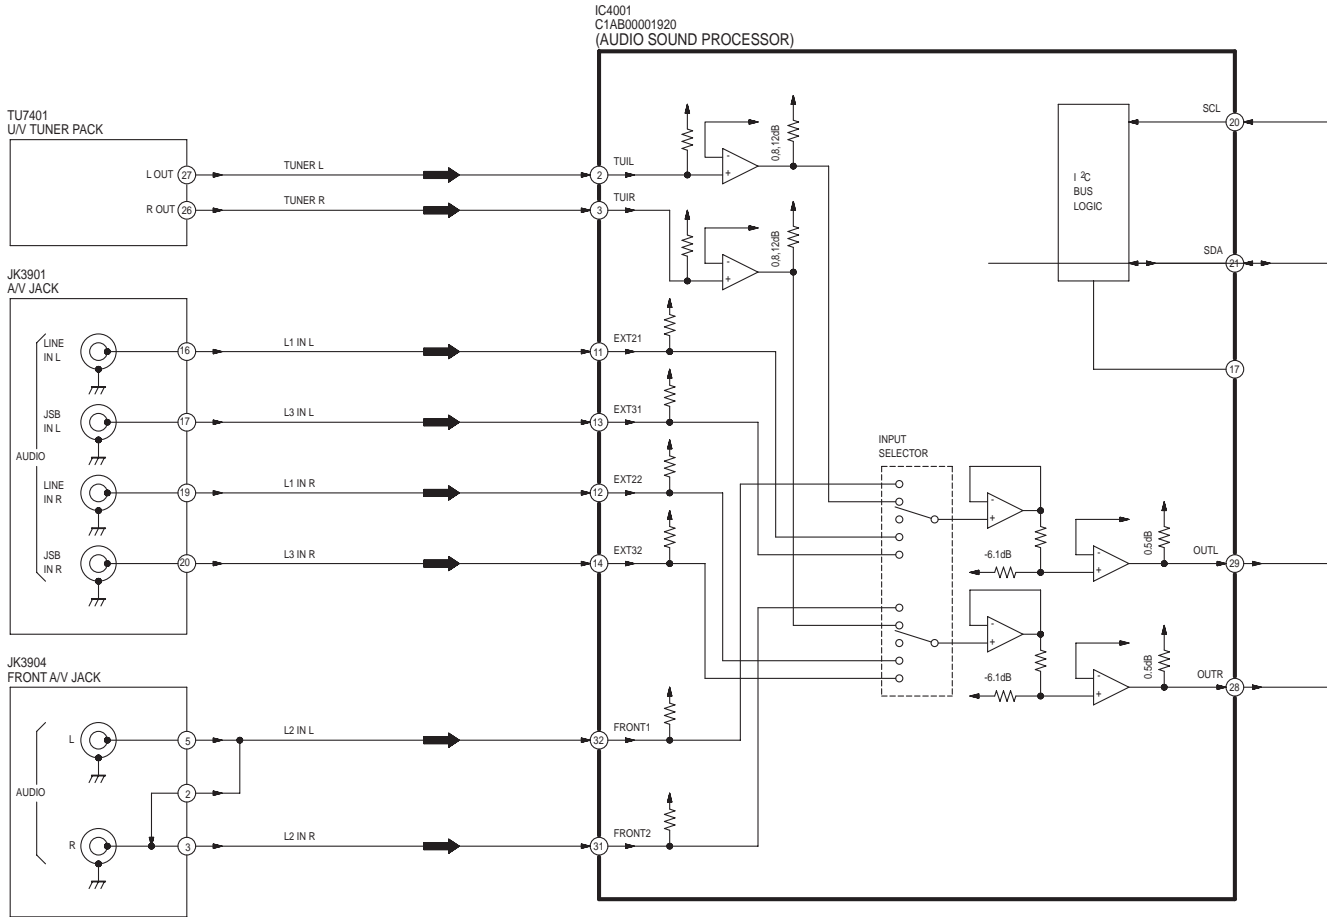 IC4001
C1AB00001920
(AUDIO SOUND PROCESSOR)
TU7401
U/V TUNER PACK
L OUT 27 TUNER L 2 TUIL
R OUT 26 TUNER R 3 TUIR
0,8,12dB
0,8,12dB
- +
- +
I ²C
BUS
LOGIC
SCL
20
SDA
21
17
JK3901
A/V JACK
AUDIO
LINE
IN L
16 L1 IN L 11 EXT21
JSB
IN L
17 L3 IN L 13 EXT31
LINE
IN R
19 L1 IN R 12 EXT22
JSB
IN R
20 L3 IN R 14 EXT32
INPUT
SELECTOR
- +
-6.1dB
- +
0.5dB
OUTL
29
- +
-6.1dB
- +
0.5dB
OUTR
28
JK3904
FRONT A/V JACK
AUDIO
L 5 L2 IN L 32 FRONT1
2
R 3 L2 IN R 31 FRONT2